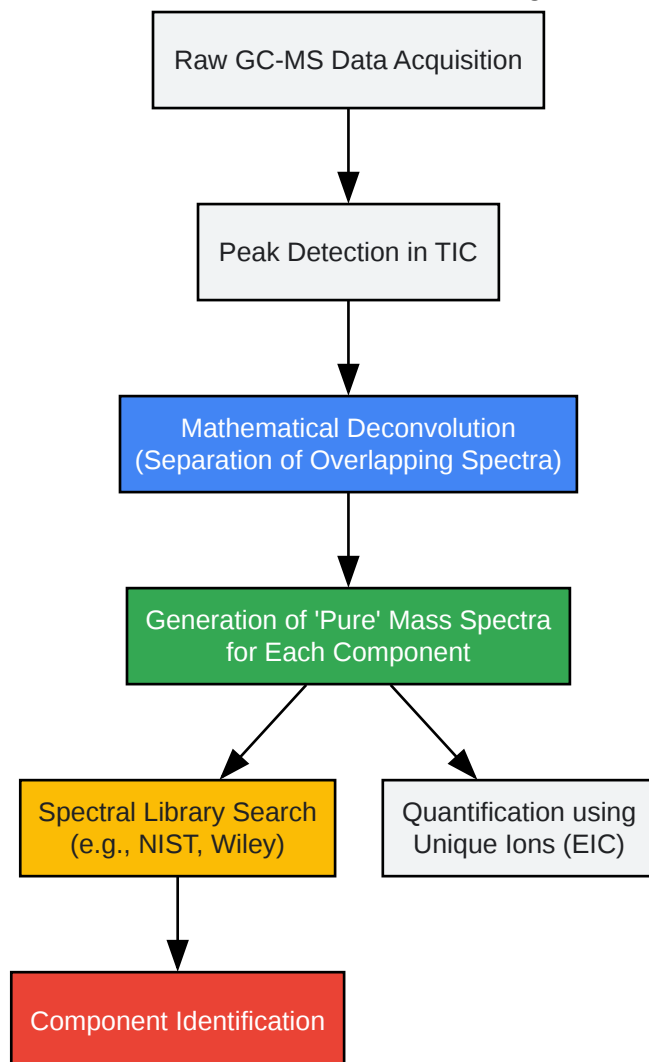 Raw GC-MS Data Acquisition
Peak Detection in TIC
Mathematical Deconvolution
(Separation of Overlapping Spectra)
Generation of 'Pure' Mass Spectra
for Each Component
Spectral Library Search
(e.g., NIST, Wiley)
Quantification using
Unique Ions (EIC)
Component Identification